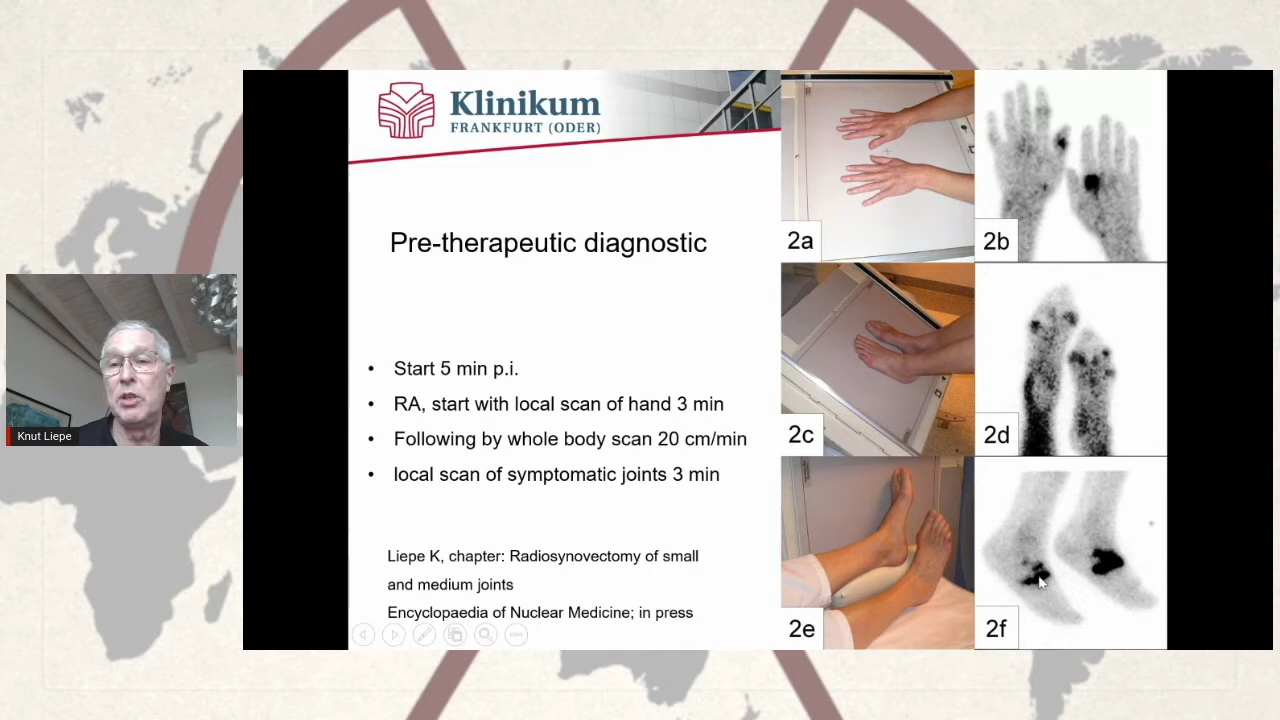 Klinikum
FRANKFURT (ODER)
Pre-therapeutic diagnostic
• Start 5 min p.i.
• RA, start with local scan of hand 3 min
• Following by whole body scan 20 cm/min
• local scan of symptomatic joints 3 min
Liepe K, chapter: Radiosynovectomy of small
and medium joints
Encyclopaedia of Nuclear Medicine; in press
2a
2b
2c
2d
2e
2f
Knut Liepe